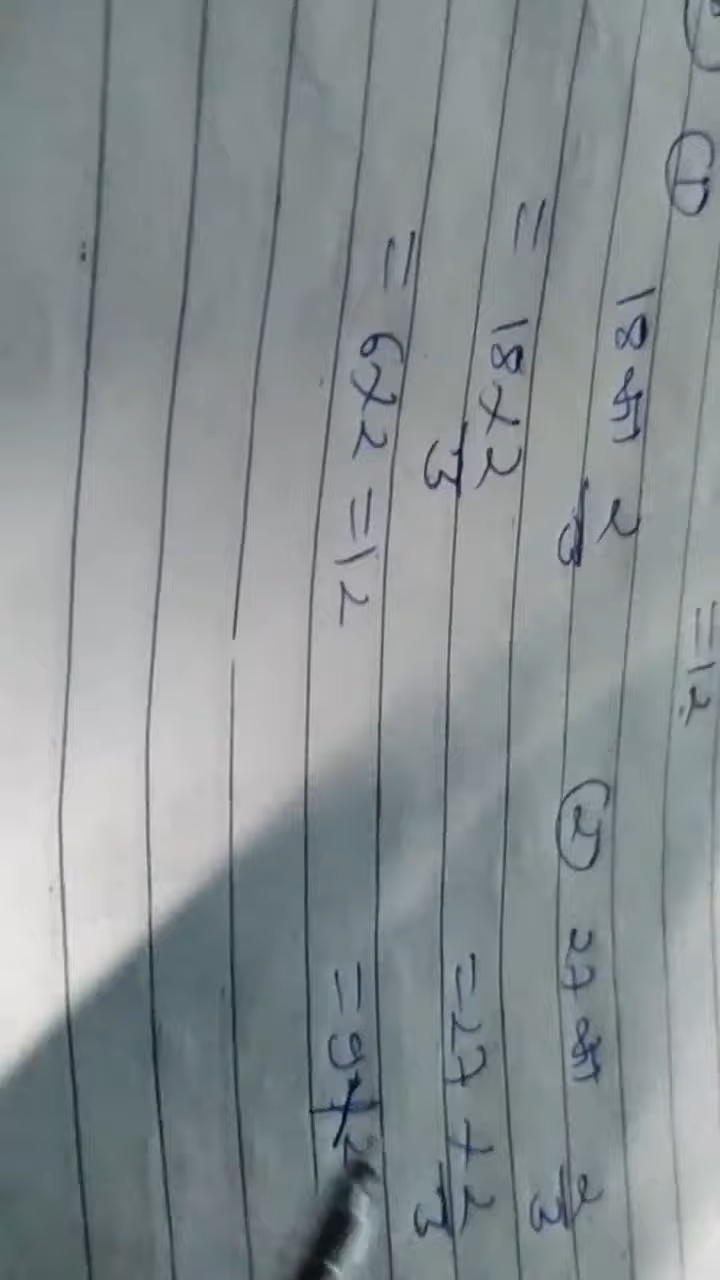 = 12
① 18 का 2/3
= 18 × 2/3
= 6 × 2 = 12
② 27 का 2/3
= 27 × 2/3
= 9 × 2